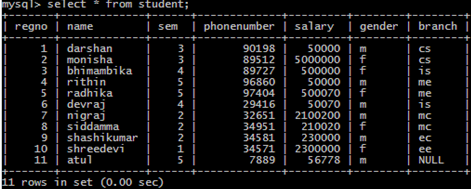 mysql> select * from student;
| regno | name | sem | phonenumber | salary | gender | branch |
| 1 | darshan | 3 | 90198 | 50000 | m | cs |
| 2 | monisha | 3 | 89512 | 5000000 | f | cs |
| 3 | bhimambika | 4 | 89727 | 500000 | f | is |
| 4 | rithin | 5 | 96860 | 50000 | m | me |
| 5 | radhika | 5 | 97404 | 500070 | f | me |
| 6 | devraj | 4 | 29416 | 50070 | m | is |
| 7 | nigraj | 2 | 32651 | 2100200 | m | mc |
| 8 | siddamma | 2 | 34951 | 210020 | f | mc |
| 9 | shashikumar | 3 | 34581 | 230000 | m | ec |
| 10 | shreedevi | 1 | 34571 | 2300000 | f | ee |
| 11 | atul | 5 | 7889 | 56778 | m | NULL |
11 rows in set (0.00 sec)